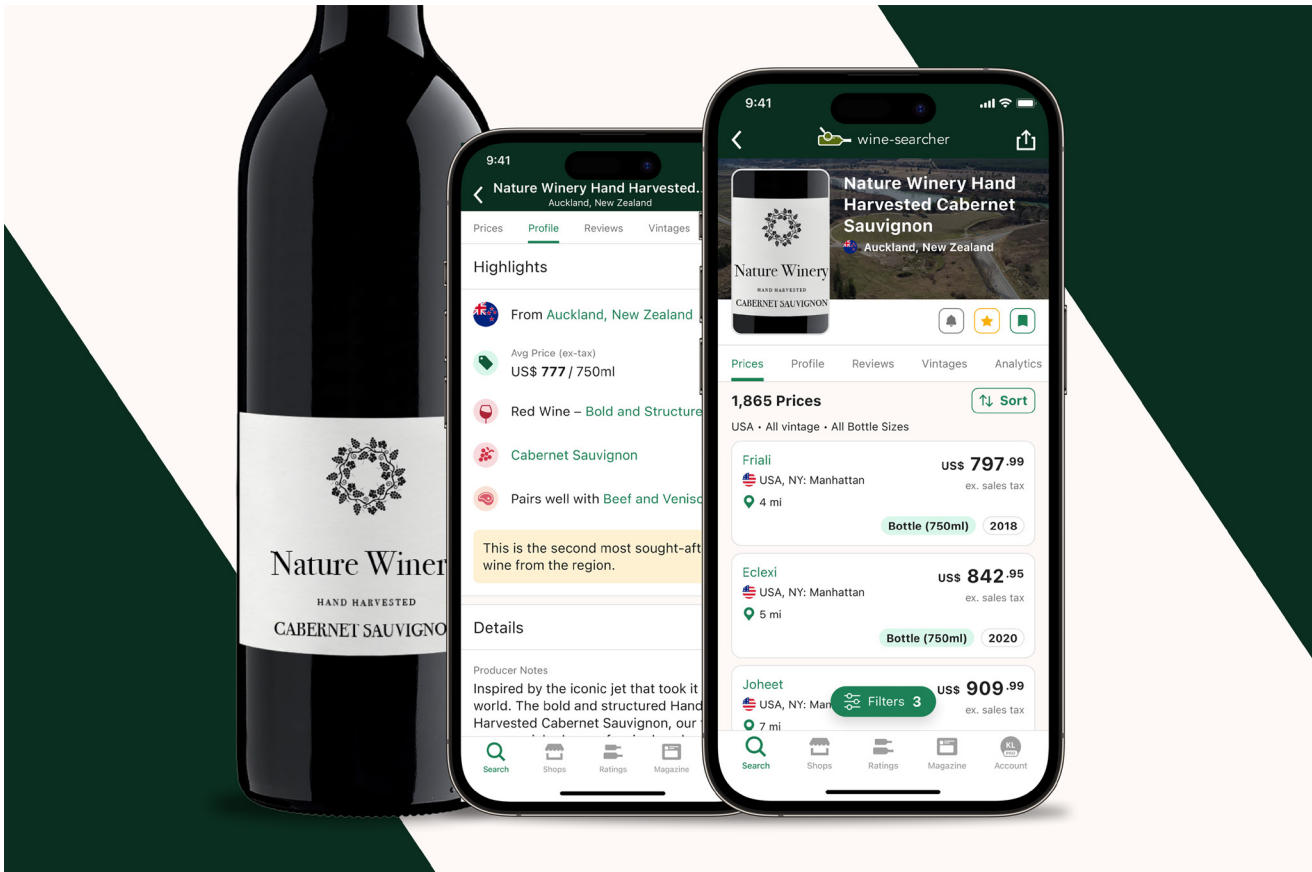 Nature Winer
HAND HARVESTED
CABERNET SAUVIGNO
9:41
Nature Winery Hand Harvested..
Auckland, New Zealand
Prices Profile Reviews Vintages
Highlights
From Auckland, New Zealand
Avg Price (ex-tax)
US$ 777 / 750ml
Red Wine – Bold and Structure
Cabernet Sauvignon
Pairs well with Beef and Veniso
This is the second most sought-aft
wine from the region.
Details
Producer Notes
Inspired by the iconic jet that took it
world. The bold and structured Hand
Harvested Cabernet Sauvignon, our
Search Shops Ratings Magazine
9:41
wine-searcher
Nature Winery Hand
Harvested Cabernet
Sauvignon
Auckland, New Zealand
Nature Winery
HAND HARVESTED
CABERNET SAUVIGNON
Prices Profile Reviews Vintages Analytics
1,865 Prices
Sort
USA • All vintage • All Bottle Sizes
Friali
US$ 797.99
USA, NY: Manhattan
ex. sales tax
4 mi
Bottle (750ml) 2018
Eclexi
US$ 842.95
USA, NY: Manhattan
ex. sales tax
5 mi
Bottle (750ml) 2020
Joheet
US$ 909.99
USA, NY: Man
ex. sales tax
Filters 3
7 mi
KL
PRO
Search Shops Ratings Magazine Account